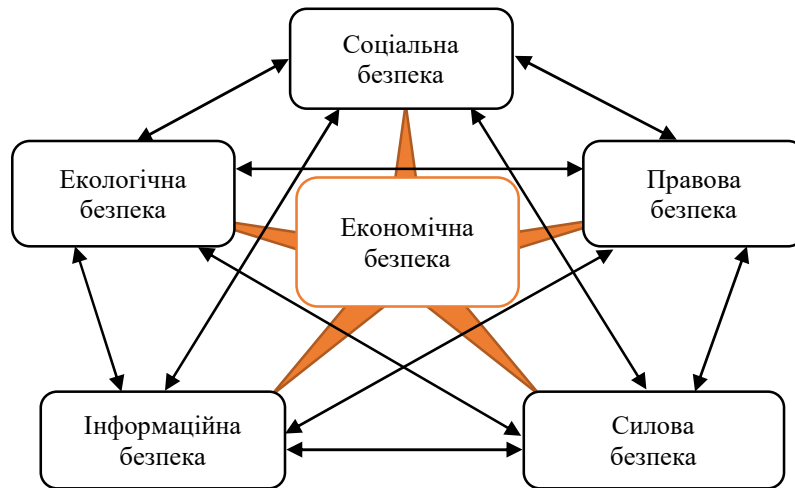 Соціальна
безпека
Екологічна
безпека
Правова
безпека
Економічна
безпека
Інформаційна
безпека
Силова
безпека